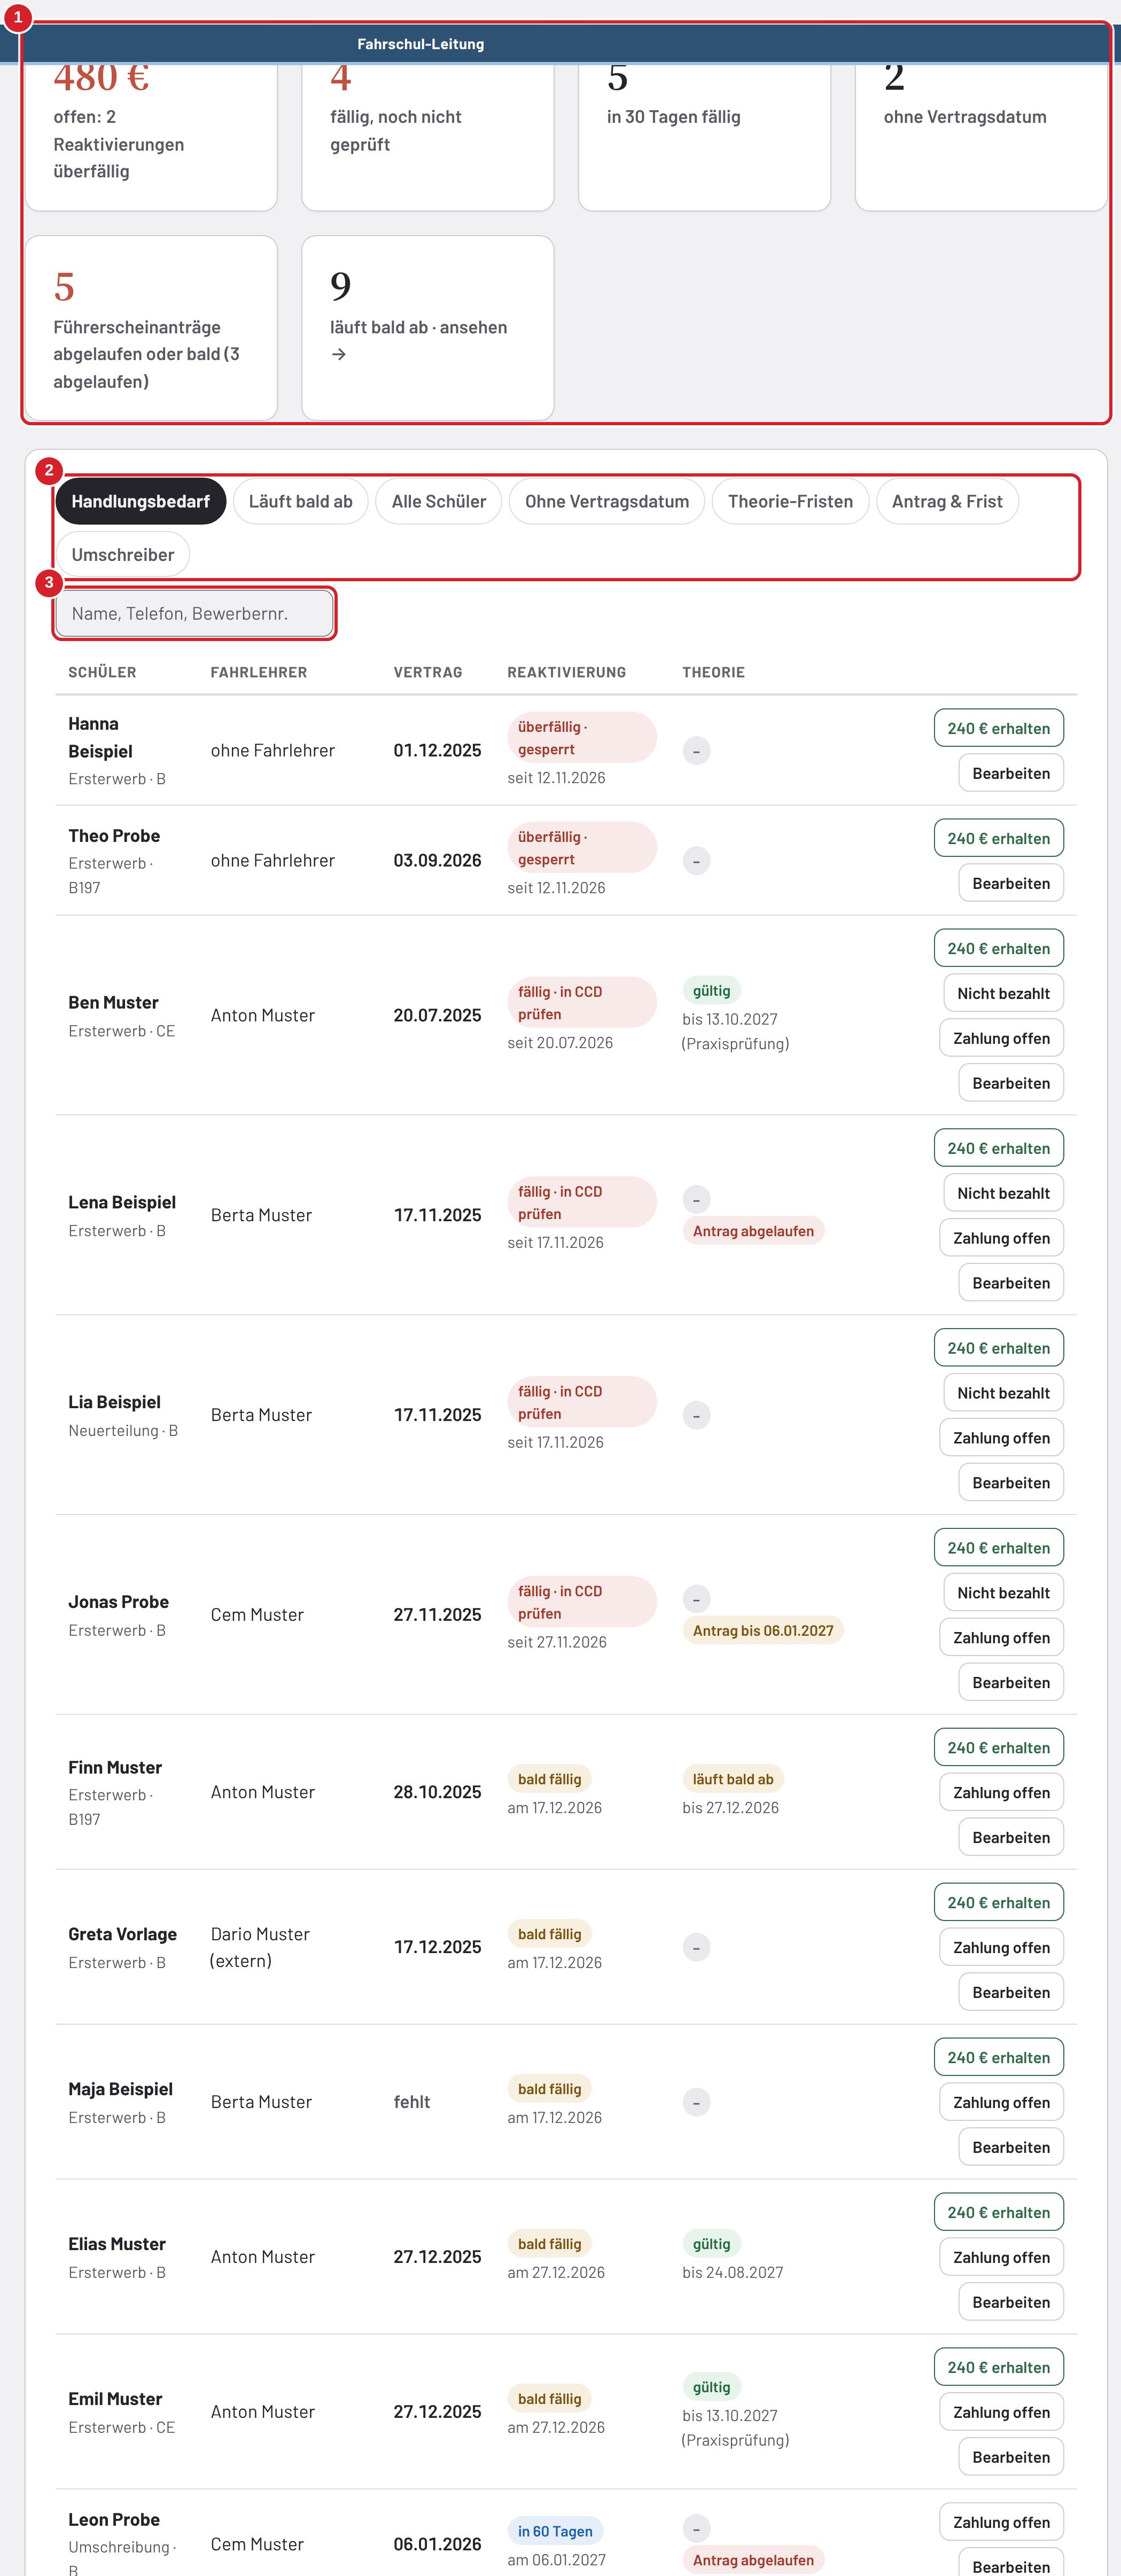 1
Fahrschul-Leitung
480 €
offen: 2
Reaktivierungen
überfällig
4
fällig, noch nicht
geprüft
5
in 30 Tagen fällig
2
ohne Vertragsdatum
5
Führerscheinanträge
abgelaufen oder bald (3
abgelaufen)
9
läuft bald ab · ansehen
→
2
Handlungsbedarf Läuft bald ab Alle Schüler Ohne Vertragsdatum Theorie-Fristen Antrag & Frist
Umschreiber
3
Name, Telefon, Bewerbernr.
SCHÜLER FAHRLEHRER VERTRAG REAKTIVIERUNG THEORIE
Hanna
Beispiel
Ersterwerb · B
ohne Fahrlehrer
01.12.2025
überfällig ·
gesperrt
seit 12.11.2026
–
240 € erhalten
Bearbeiten
Theo Probe
Ersterwerb ·
B197
ohne Fahrlehrer
03.09.2026
überfällig ·
gesperrt
seit 12.11.2026
–
240 € erhalten
Bearbeiten
Ben Muster
Ersterwerb · CE
Anton Muster
20.07.2025
fällig · in CCD
prüfen
seit 20.07.2026
gültig
bis 13.10.2027
(Praxisprüfung)
240 € erhalten
Nicht bezahlt
Zahlung offen
Bearbeiten
Lena Beispiel
Ersterwerb · B
Berta Muster
17.11.2025
fällig · in CCD
prüfen
seit 17.11.2026
–
Antrag abgelaufen
240 € erhalten
Nicht bezahlt
Zahlung offen
Bearbeiten
Lia Beispiel
Neuerteilung · B
Berta Muster
17.11.2025
fällig · in CCD
prüfen
seit 17.11.2026
–
240 € erhalten
Nicht bezahlt
Zahlung offen
Bearbeiten
Jonas Probe
Ersterwerb · B
Cem Muster
27.11.2025
fällig · in CCD
prüfen
seit 27.11.2026
–
Antrag bis 06.01.2027
240 € erhalten
Nicht bezahlt
Zahlung offen
Bearbeiten
Finn Muster
Ersterwerb ·
B197
Anton Muster
28.10.2025
bald fällig
am 17.12.2026
läuft bald ab
bis 27.12.2026
240 € erhalten
Zahlung offen
Bearbeiten
Greta Vorlage
Ersterwerb · B
Dario Muster
(extern)
17.12.2025
bald fällig
am 17.12.2026
–
240 € erhalten
Zahlung offen
Bearbeiten
Maja Beispiel
Ersterwerb · B
Berta Muster
fehlt
bald fällig
am 17.12.2026
–
240 € erhalten
Zahlung offen
Bearbeiten
Elias Muster
Ersterwerb · B
Anton Muster
27.12.2025
bald fällig
am 27.12.2026
gültig
bis 24.08.2027
240 € erhalten
Zahlung offen
Bearbeiten
Emil Muster
Ersterwerb · CE
Anton Muster
27.12.2025
bald fällig
am 27.12.2026
gültig
bis 13.10.2027
(Praxisprüfung)
240 € erhalten
Zahlung offen
Bearbeiten
Leon Probe
Umschreibung ·
B
Cem Muster
06.01.2026
in 60 Tagen
am 06.01.2027
–
Antrag abgelaufen
Zahlung offen
Bearbeiten